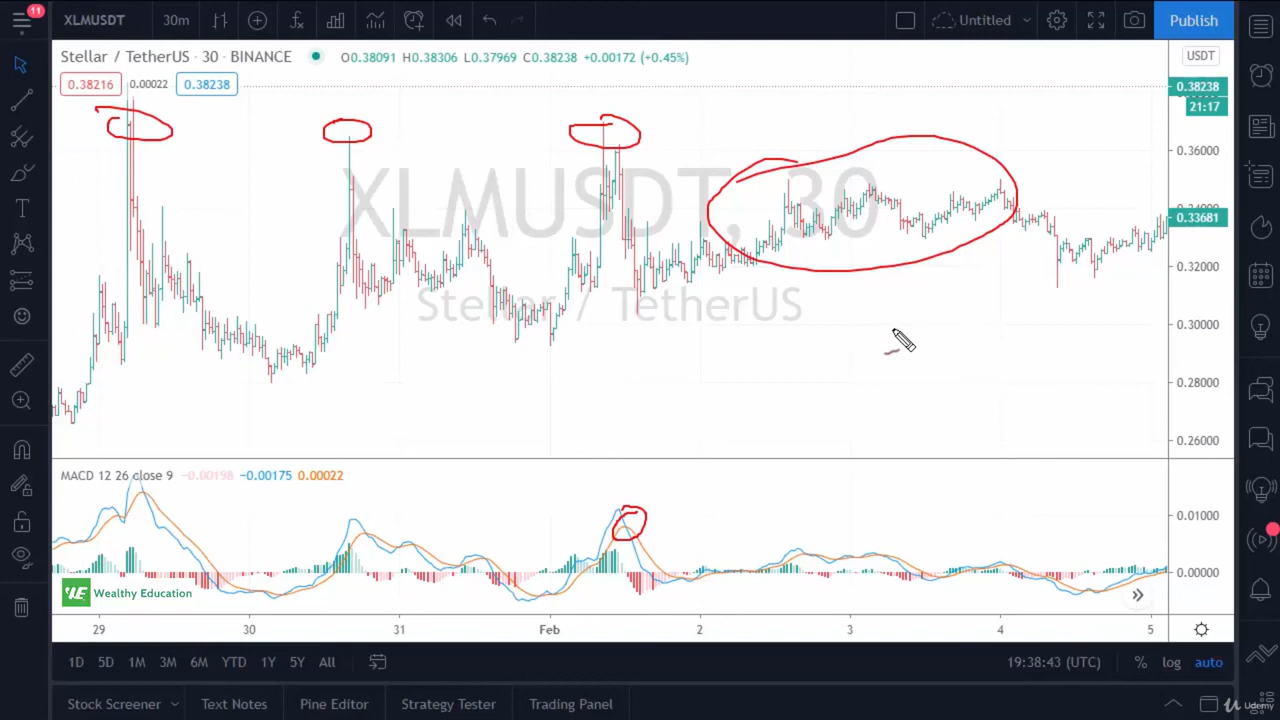 11
XLMUSDT 30m Untitled Publish
Stellar / TetherUS · 30 · BINANCE O0.38091 H0.38306 L0.37969 C0.38238 +0.00172 (+0.45%) USDT
0.38216 0.00022 0.38238
0.38238
21:17
0.36000
XLMUSDT, 30
0.34000
0.33681
0.32000
Stellar / TetherUS
0.30000
0.28000
0.26000
MACD 12 26 close 9 −0.00198 −0.00175 0.00022
0.01000
0.00000
Wealthy Education
29 30 31 Feb 2 3 4 5
1D 5D 1M 3M 6M YTD 1Y 5Y All 19:38:43 (UTC) % log auto
Stock Screener Text Notes Pine Editor Strategy Tester Trading Panel
Udemy